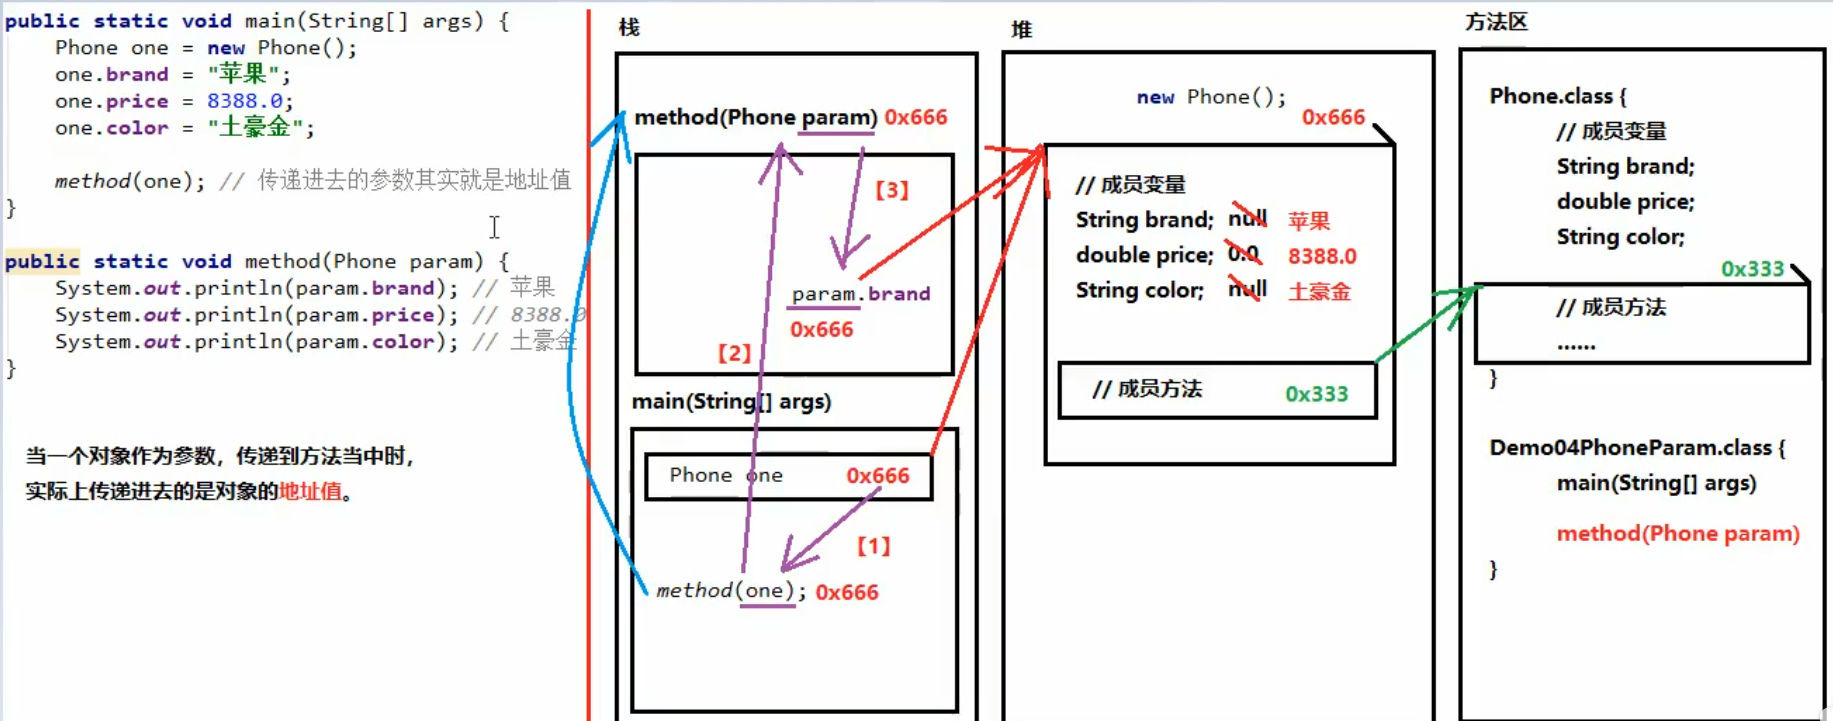 public static void main(String[] args) {
Phone one = new Phone();
one.brand = "苹果";
one.price = 8388.0;
one.color = "土豪金";
method(one); // 传递进去的参数其实就是地址值
}
public static void method(Phone param) {
System.out.println(param.brand); // 苹果
System.out.println(param.price); // 8388.0
System.out.println(param.color); // 土豪金
}
当一个对象作为参数，传递到方法当中时，
实际上传递进去的是对象的地址值。
栈
method(Phone param) 0x666
【3】
param.brand
0x666
【2】
main(String[] args)
Phone one 0x666
【1】
method(one); 0x666
堆
new Phone();
0x666
// 成员变量
String brand; null 苹果
double price; 0.0 8388.0
String color; null 土豪金
// 成员方法 0x333
方法区
Phone.class {
// 成员变量
String brand;
double price;
String color;
0x333
// 成员方法
......
}
Demo04PhoneParam.class {
main(String[] args)
method(Phone param)
}